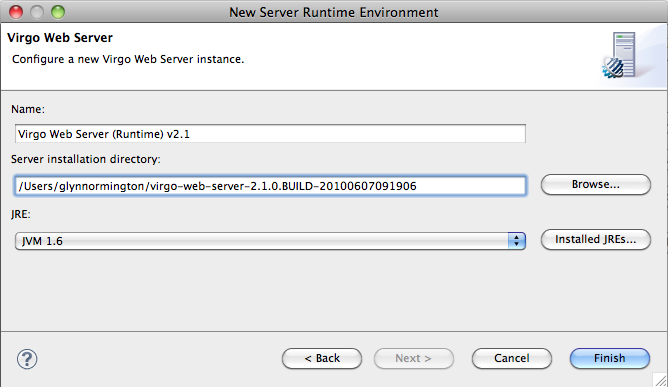 New Server Runtime Environment
Virgo Web Server
Configure a new Virgo Web Server instance.
Name:
Virgo Web Server (Runtime) v2.1
Server installation directory:
/Users/glynnormington/virgo-web-server-2.1.0.BUILD-20100607091906
Browse...
JRE:
JVM 1.6
Installed JREs...
?
< Back
Next >
Cancel
Finish